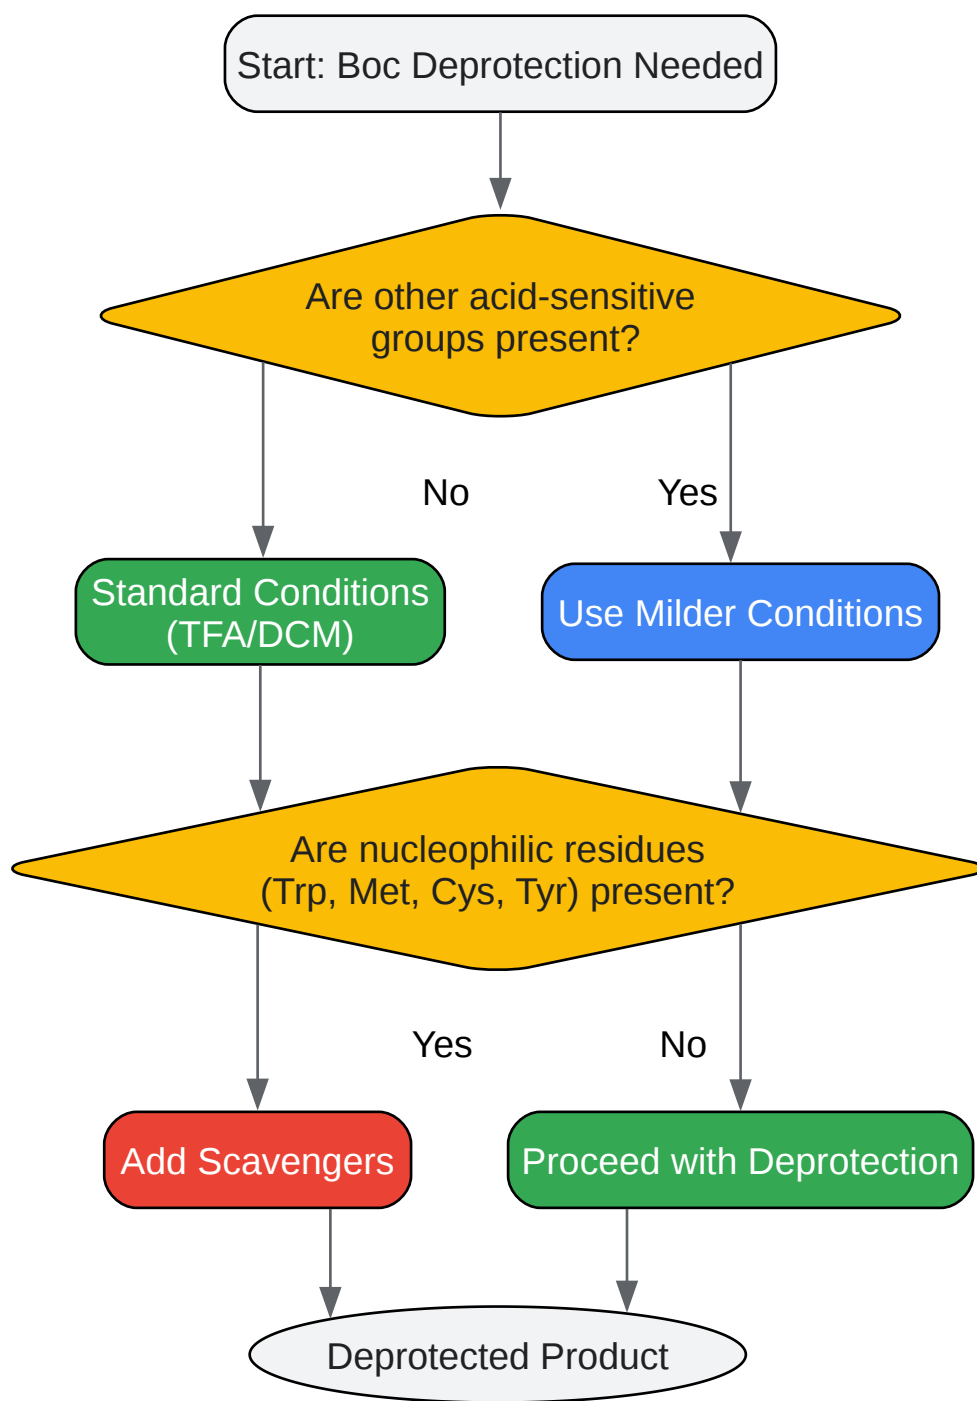 Start: Boc Deprotection Needed
Are other acid-sensitive
groups present?
No
Yes
Standard Conditions
(TFA/DCM)
Use Milder Conditions
Are nucleophilic residues
(Trp, Met, Cys, Tyr) present?
Yes
No
Add Scavengers
Proceed with Deprotection
Deprotected Product